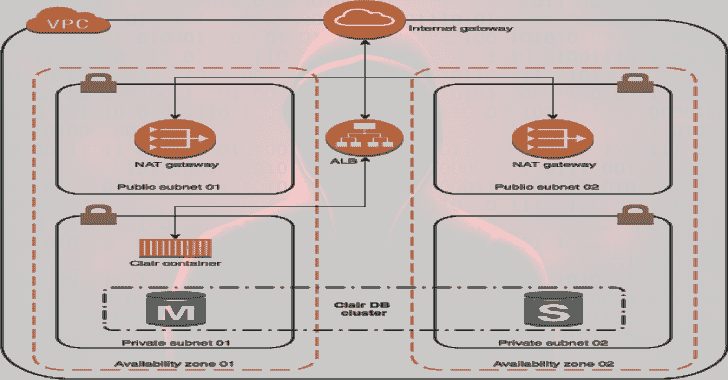 VPC
Internet gateway
NAT gateway
ALB
NAT gateway
Public subnet 01
Public subnet 02
Clair container
Clair DB
cluster
M
S
Private subnet 01
Private subnet 02
Availability zone 01
Availability zone 02